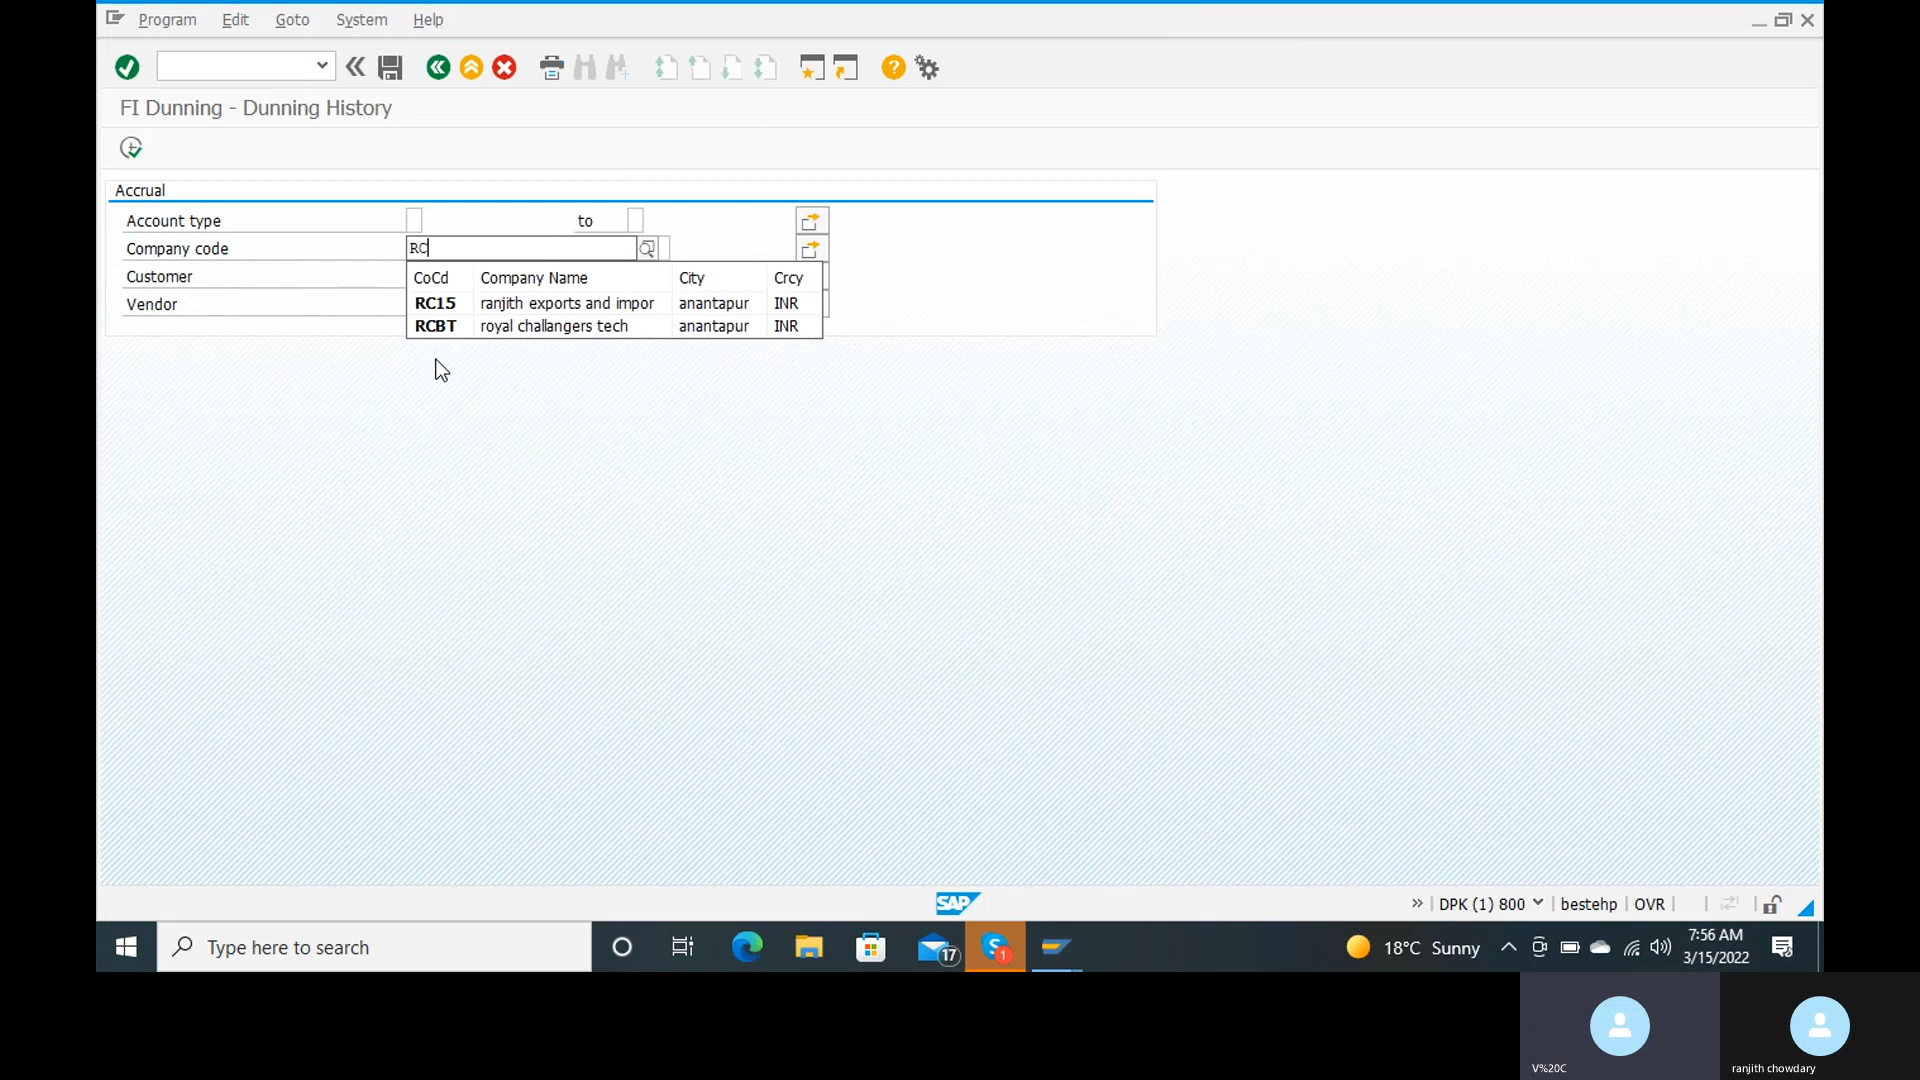 Program Edit Goto System Help
FI Dunning - Dunning History
Accrual
Account type to
Company code RC
Customer
Vendor
CoCd Company Name City Crcy
RC15 ranjith exports and impor anantapur INR
RCBT royal challangers tech anantapur INR
SAP DPK (1) 800 bestehp OVR
Type here to search 17 1 18°C Sunny 7:56 AM
3/15/2022
V%20C ranjith chowdary